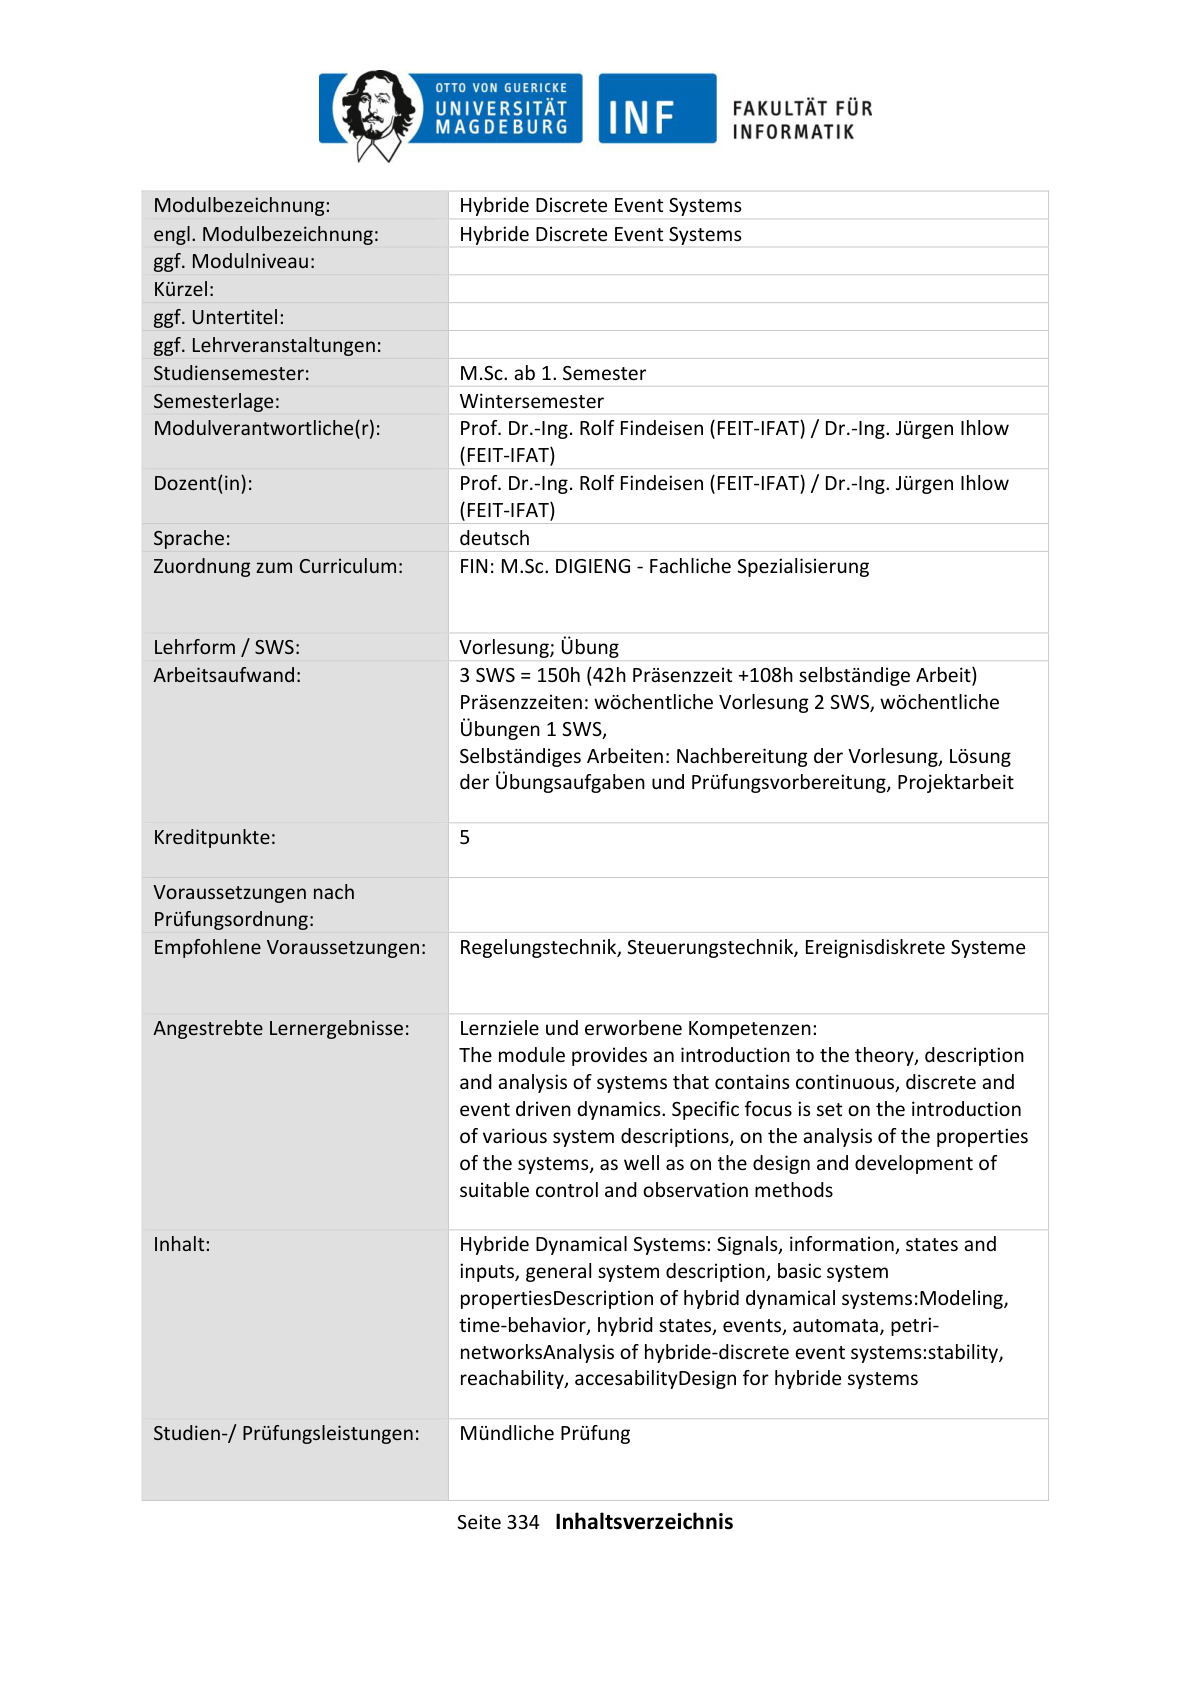 OTTO VON GUERICKE
UNIVERSITÄT
MAGDEBURG
INF
FAKULTÄT FÜR
INFORMATIK
Modulbezeichnung: Hybride Discrete Event Systems
engl. Modulbezeichnung: Hybride Discrete Event Systems
ggf. Modulniveau:
Kürzel:
ggf. Untertitel:
ggf. Lehrveranstaltungen:
Studiensemester: M.Sc. ab 1. Semester
Semesterlage: Wintersemester
Modulverantwortliche(r): Prof. Dr.-Ing. Rolf Findeisen (FEIT-IFAT) / Dr.-Ing. Jürgen Ihlow
(FEIT-IFAT)
Dozent(in): Prof. Dr.-Ing. Rolf Findeisen (FEIT-IFAT) / Dr.-Ing. Jürgen Ihlow
(FEIT-IFAT)
Sprache: deutsch
Zuordnung zum Curriculum: FIN: M.Sc. DIGIENG - Fachliche Spezialisierung
Lehrform / SWS: Vorlesung; Übung
Arbeitsaufwand: 3 SWS = 150h (42h Präsenzzeit +108h selbständige Arbeit)
Präsenzzeiten: wöchentliche Vorlesung 2 SWS, wöchentliche
Übungen 1 SWS,
Selbständiges Arbeiten: Nachbereitung der Vorlesung, Lösung
der Übungsaufgaben und Prüfungsvorbereitung, Projektarbeit
Kreditpunkte: 5
Voraussetzungen nach
Prüfungsordnung:
Empfohlene Voraussetzungen: Regelungstechnik, Steuerungstechnik, Ereignisdiskrete Systeme
Angestrebte Lernergebnisse: Lernziele und erworbene Kompetenzen:
The module provides an introduction to the theory, description
and analysis of systems that contains continuous, discrete and
event driven dynamics. Specific focus is set on the introduction
of various system descriptions, on the analysis of the properties
of the systems, as well as on the design and development of
suitable control and observation methods
Inhalt: Hybride Dynamical Systems: Signals, information, states and
inputs, general system description, basic system
propertiesDescription of hybrid dynamical systems:Modeling,
time-behavior, hybrid states, events, automata, petri-
networksAnalysis of hybride-discrete event systems:stability,
reachability, accesabilityDesign for hybride systems
Studien-/ Prüfungsleistungen: Mündliche Prüfung
Seite 334 Inhaltsverzeichnis